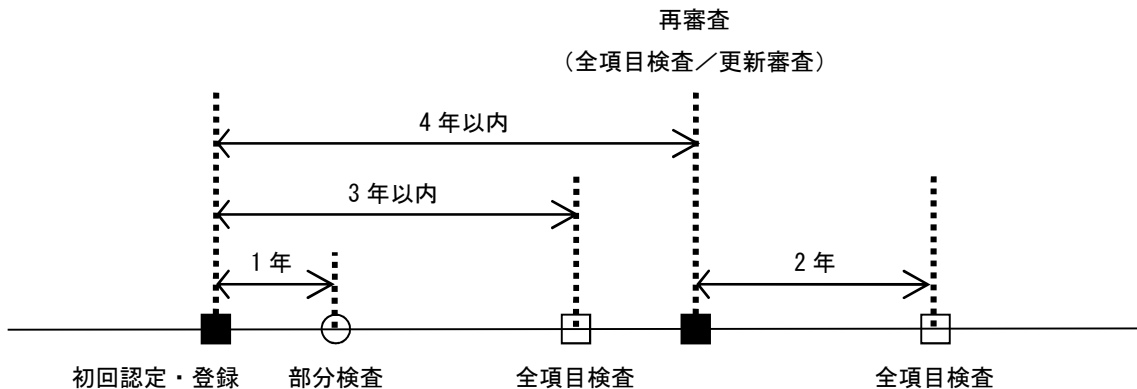 再審査
（全項目検査／更新審査）
4 年以内
3 年以内
1 年
2 年
初回認定・登録
部分検査
全項目検査
全項目検査